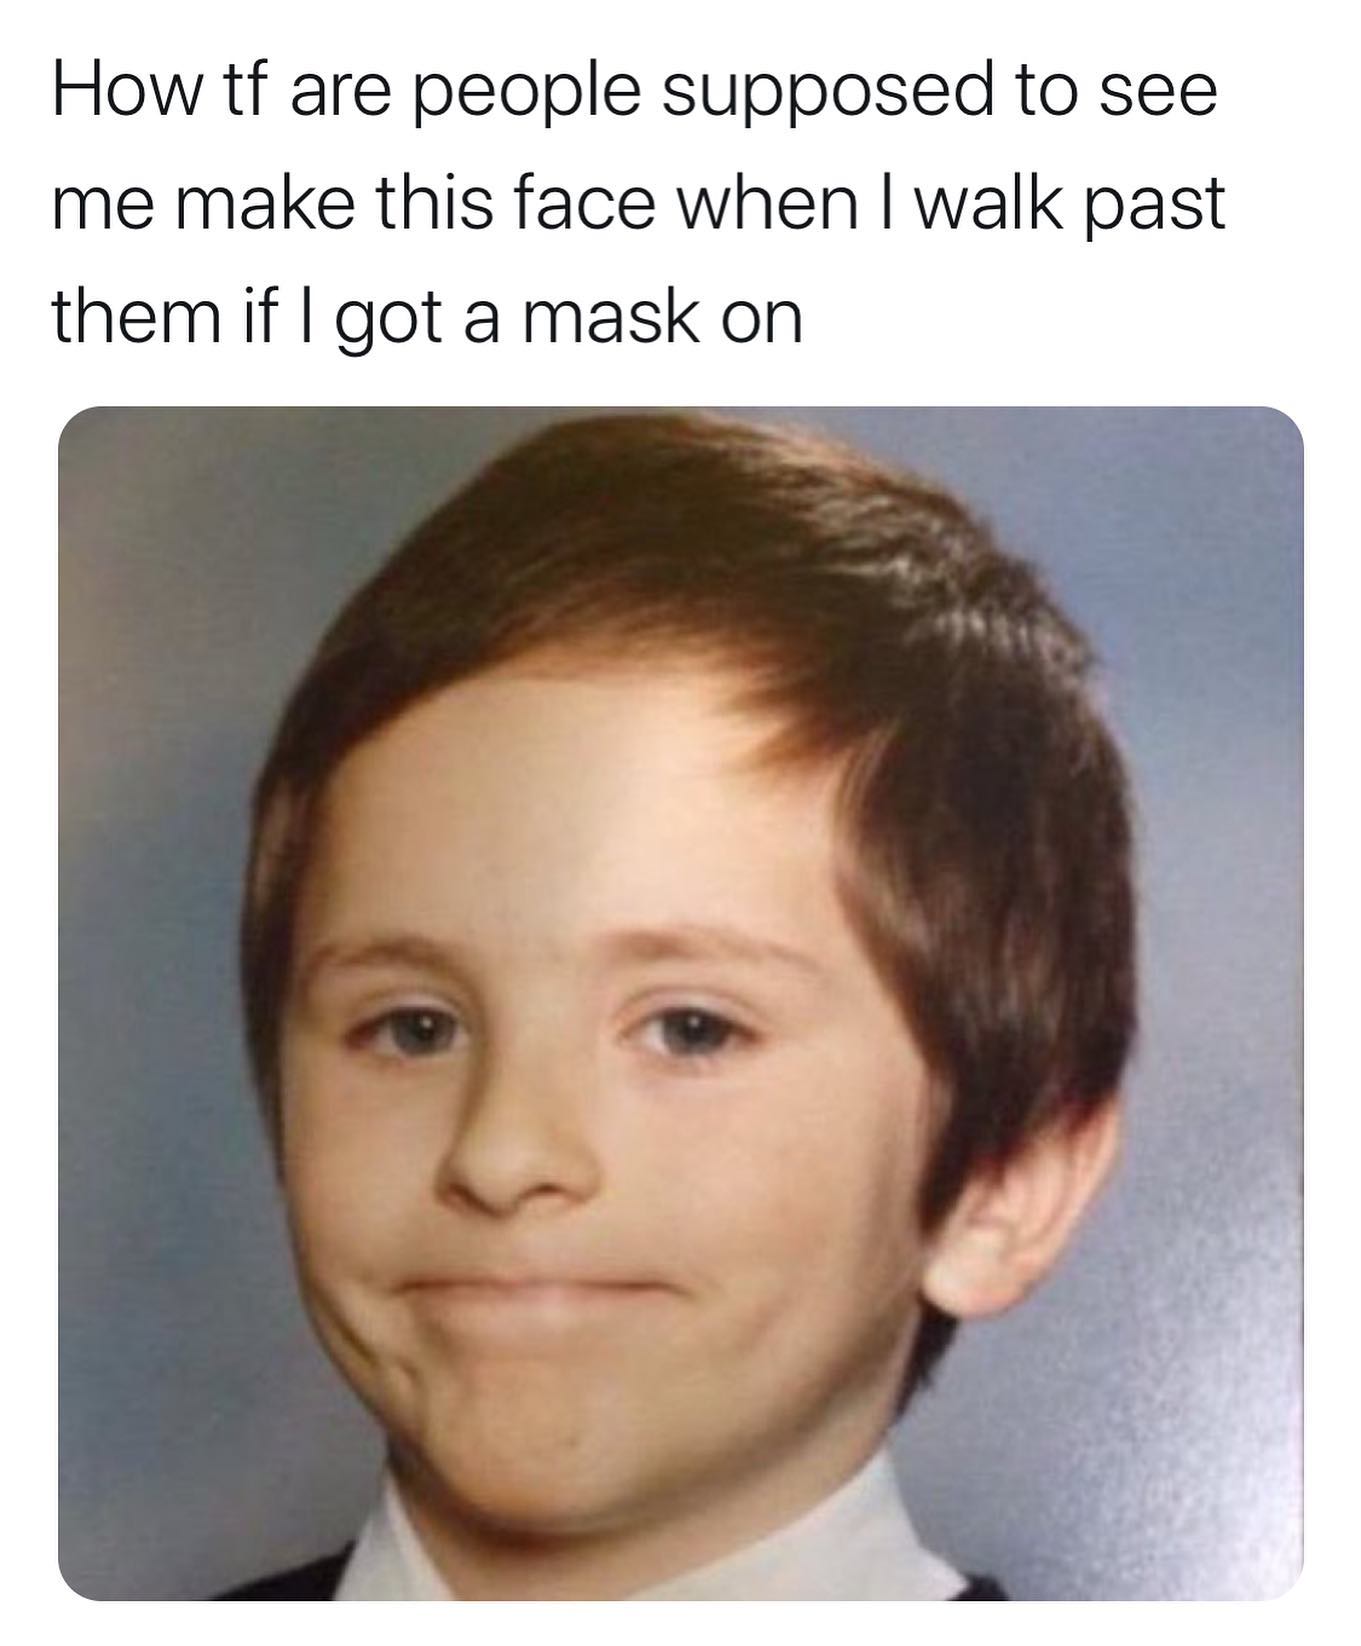 How tf are people supposed to see
me make this face when I walk past
them if I got a mask on